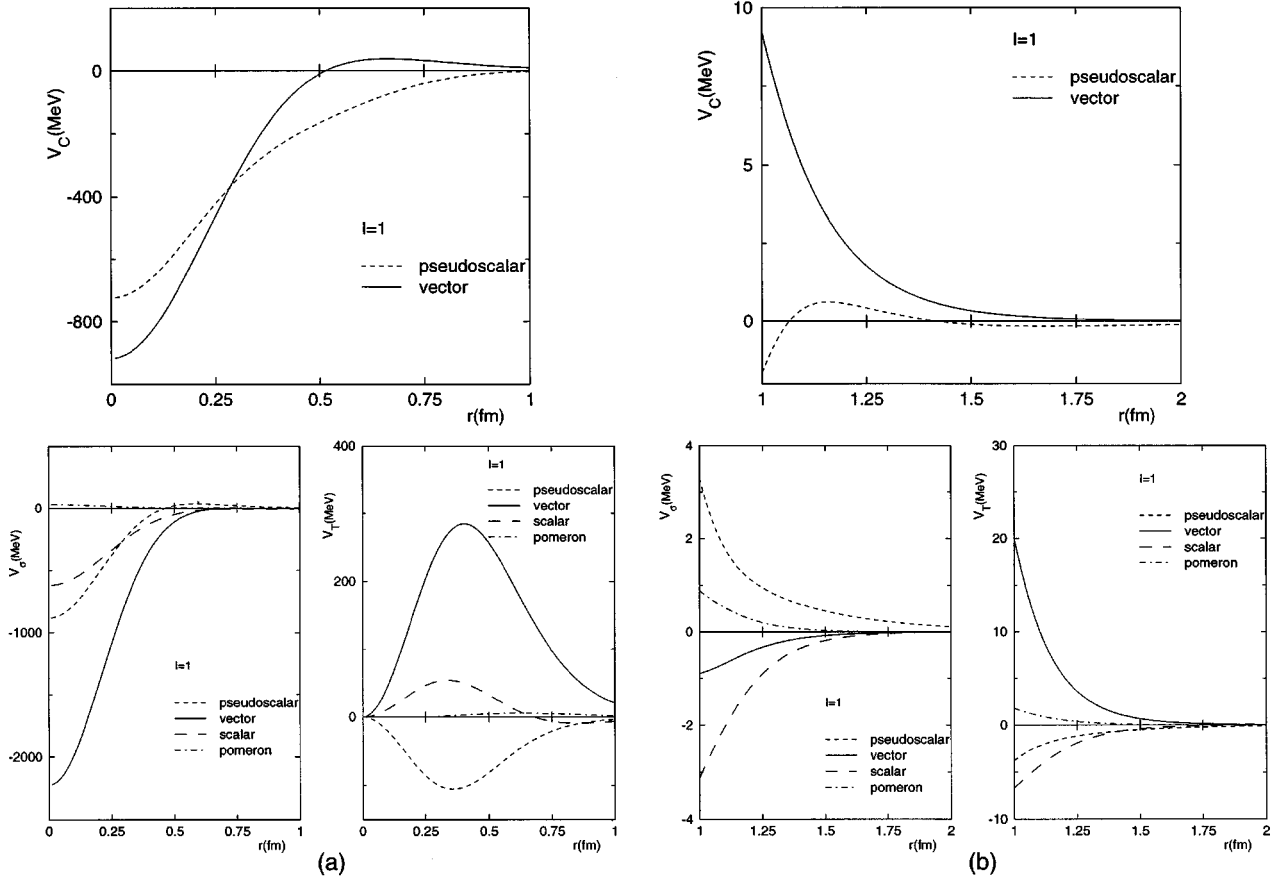 0
-400
-800
V_C(MeV)
I=1
pseudoscalar
vector
0
0.25
0.5
0.75
1
r(fm)
10
5
0
V_C(MeV)
I=1
pseudoscalar
vector
1
1.25
1.5
1.75
2
r(fm)
0
-1000
-2000
V_σ(MeV)
I=1
pseudoscalar
vector
scalar
pomeron
0
0.25
0.5
0.75
1
r(fm)
400
200
0
V_T(MeV)
I=1
pseudoscalar
vector
scalar
pomeron
0
0.25
0.5
0.75
1
r(fm)
(a)
4
2
0
-2
-4
V_σ(MeV)
I=1
pseudoscalar
vector
scalar
pomeron
1
1.25
1.5
1.75
2
r(fm)
30
20
10
0
-10
V_T(MeV)
I=1
pseudoscalar
vector
scalar
pomeron
1
1.25
1.5
1.75
2
r(fm)
(b)